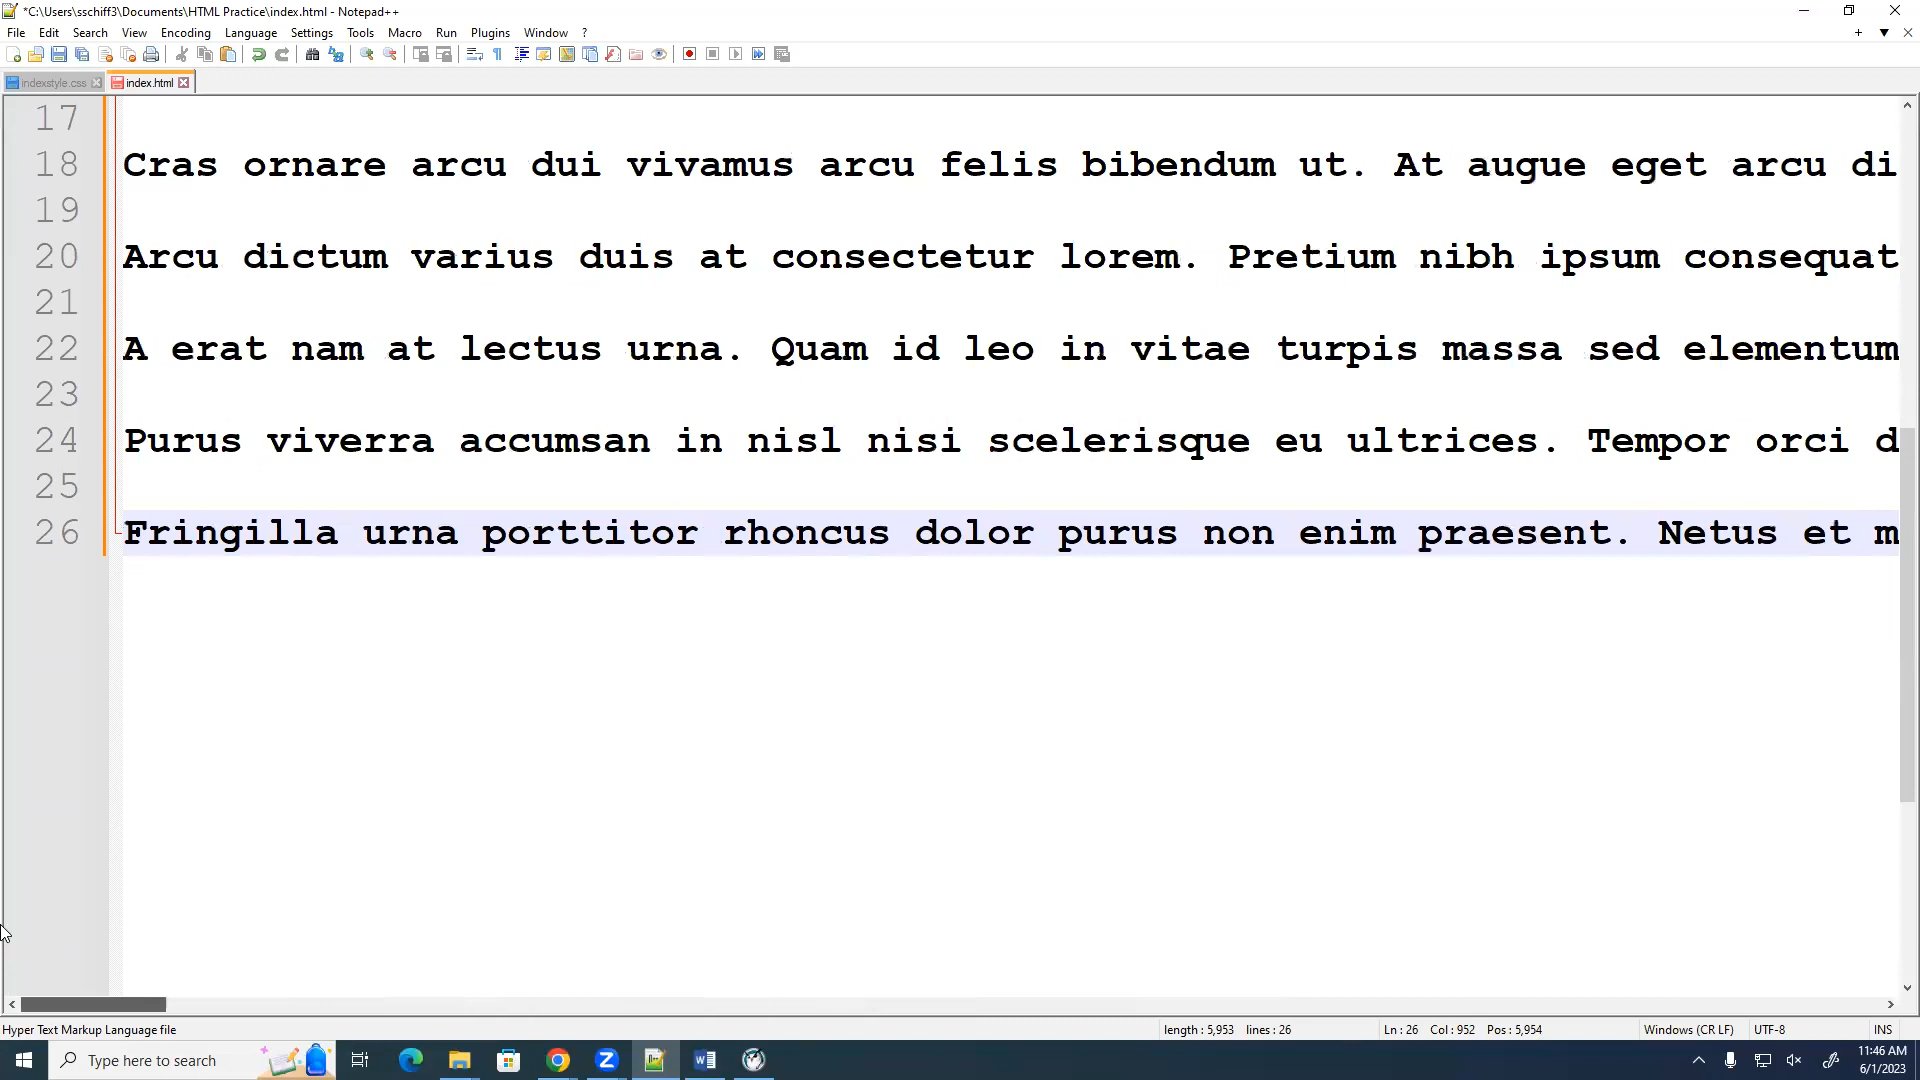 *C:\Users\sschiff3\Documents\HTML Practice\index.html - Notepad++
File Edit Search View Encoding Language Settings Tools Macro Run Plugins Window ?
indexstyle.css index.html
17
18 Cras ornare arcu dui vivamus arcu felis bibendum ut. At augue eget arcu di
19
20 Arcu dictum varius duis at consectetur lorem. Pretium nibh ipsum consequat
21
22 A erat nam at lectus urna. Quam id leo in vitae turpis massa sed elementum
23
24 Purus viverra accumsan in nisl nisi scelerisque eu ultrices. Tempor orci d
25
26 Fringilla urna porttitor rhoncus dolor purus non enim praesent. Netus et m
Hyper Text Markup Language file length : 5,953 lines : 26 Ln : 26 Col : 952 Pos : 5,954 Windows (CR LF) UTF-8 INS
Type here to search
11:46 AM
6/1/2023